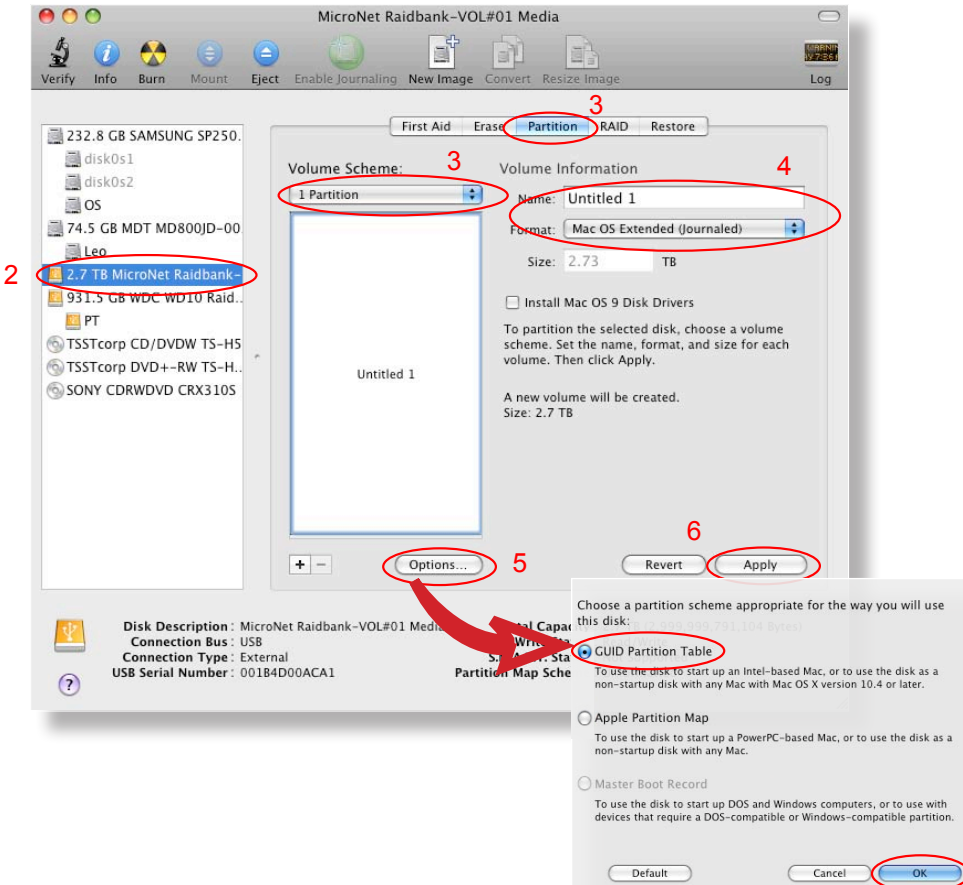 MicroNet Raidbank-VOL#01 Media
Verify Info Burn Mount Eject Enable Journaling New Image Convert Resize Image Log
3
First Aid Erase Partition RAID Restore
232.8 GB SAMSUNG SP250.
disk0s1
disk0s2
OS
74.5 GB MDT MD800JD-00
Leo
2
2.7 TB MicroNet Raidbank-
931.5 GB WDC WD10 Raid..
PT
TSSTcorp CD/DVDW TS-H5
TSSTcorp DVD+-RW TS-H..
SONY CDRWDVD CRX310S
Volume Scheme:
3
1 Partition
Untitled 1
Volume Information
4
Name: Untitled 1
Format: Mac OS Extended (Journaled)
Size: 2.73 TB
Install Mac OS 9 Disk Drivers
To partition the selected disk, choose a volume
scheme. Set the name, format, and size for each
volume. Then click Apply.
A new volume will be created.
Size: 2.7 TB
+ −
Options...
5
6
Revert Apply
Disk Description : MicroNet Raidbank-VOL#01 Media
Connection Bus : USB
Connection Type : External
USB Serial Number : 001B4D00ACA1
Partition Map Sche
?
Choose a partition scheme appropriate for the way you will use
this disk:
GUID Partition Table
To use the disk to start up an Intel-based Mac, or to use the disk as a
non-startup disk with any Mac with Mac OS X version 10.4 or later.
Apple Partition Map
To use the disk to start up a PowerPC-based Mac, or to use the disk as a
non-startup disk with any Mac.
Master Boot Record
To use the disk to start up DOS and Windows computers, or to use with
devices that require a DOS-compatible or Windows-compatible partition.
Default Cancel OK